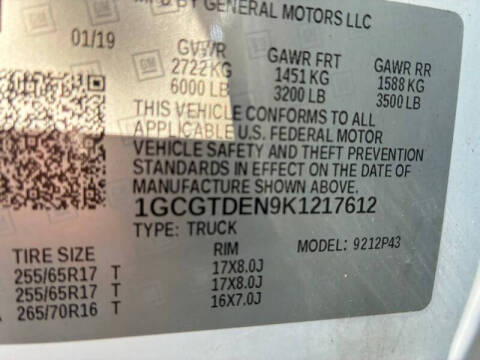 MFD BY GENERAL MOTORS LLC
01/19 GVWR GAWR FRT GAWR RR
2722 KG 1451 KG 1588 KG
6000 LB 3200 LB 3500 LB
THIS VEHICLE CONFORMS TO ALL
APPLICABLE U.S. FEDERAL MOTOR
VEHICLE SAFETY AND THEFT PREVENTION
STANDARDS IN EFFECT ON THE DATE OF
MANUFACTURE SHOWN ABOVE.
1GCGTDEN9K1217612
TYPE: TRUCK MODEL: 9212P43
TIRE SIZE RIM
255/65R17 T 17X8.0J
255/65R17 T 17X8.0J
265/70R16 T 16X7.0J